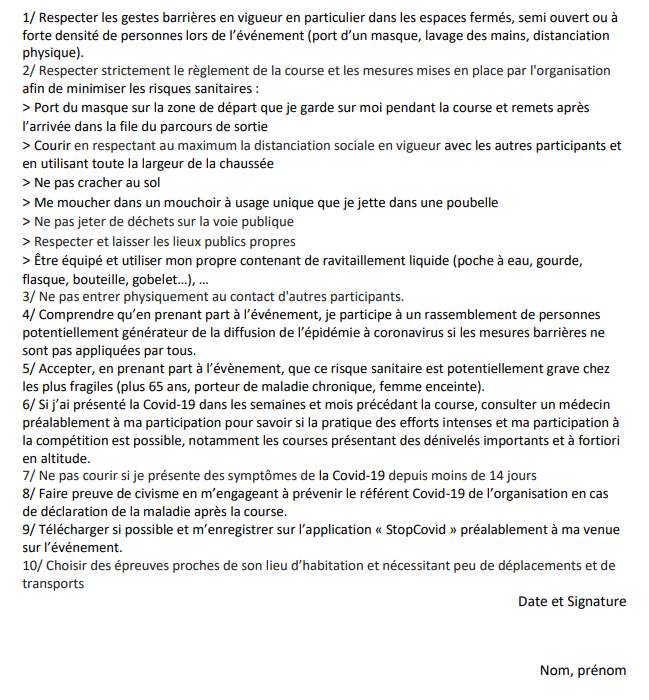 1/ Respecter les gestes barrières en vigueur en particulier dans les espaces fermés, semi ouvert ou à
forte densité de personnes lors de l’événement (port d’un masque, lavage des mains, distanciation
physique).
2/ Respecter strictement le règlement de la course et les mesures mises en place par l'organisation
afin de minimiser les risques sanitaires :
> Port du masque sur la zone de départ que je garde sur moi pendant la course et remets après
l’arrivée dans la file du parcours de sortie
> Courir en respectant au maximum la distanciation sociale en vigueur avec les autres participants et
en utilisant toute la largeur de la chaussée
> Ne pas cracher au sol
> Me moucher dans un mouchoir à usage unique que je jette dans une poubelle
> Ne pas jeter de déchets sur la voie publique
> Respecter et laisser les lieux publics propres
> Être équipé et utiliser mon propre contenant de ravitaillement liquide (poche à eau, gourde,
flasque, bouteille, gobelet…), …
3/ Ne pas entrer physiquement au contact d'autres participants.
4/ Comprendre qu’en prenant part à l’événement, je participe à un rassemblement de personnes
potentiellement générateur de la diffusion de l’épidémie à coronavirus si les mesures barrières ne
sont pas appliquées par tous.
5/ Accepter, en prenant part à l’évènement, que ce risque sanitaire est potentiellement grave chez
les plus fragiles (plus 65 ans, porteur de maladie chronique, femme enceinte).
6/ Si j’ai présenté la Covid-19 dans les semaines et mois précédant la course, consulter un médecin
préalablement à ma participation pour savoir si la pratique des efforts intenses et ma participation à
la compétition est possible, notamment les courses présentant des dénivelés importants et à fortiori
en altitude.
7/ Ne pas courir si je présente des symptômes de la Covid-19 depuis moins de 14 jours
8/ Faire preuve de civisme en m’engageant à prévenir le référent Covid-19 de l’organisation en cas
de déclaration de la maladie après la course.
9/ Télécharger si possible et m’enregistrer sur l’application « StopCovid » préalablement à ma venue
sur l’événement.
10/ Choisir des épreuves proches de son lieu d’habitation et nécessitant peu de déplacements et de
transports
Date et Signature
Nom, prénom